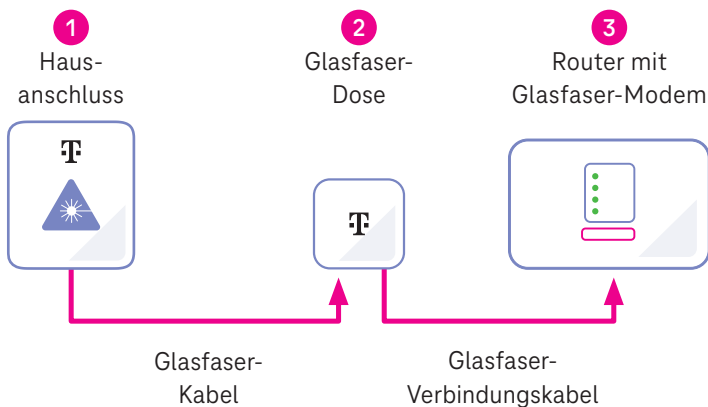 1
Haus-
anschluss
2
Glasfaser-
Dose
3
Router mit
Glasfaser-Modem
T
T
Glasfaser-
Kabel
Glasfaser-
Verbindungskabel